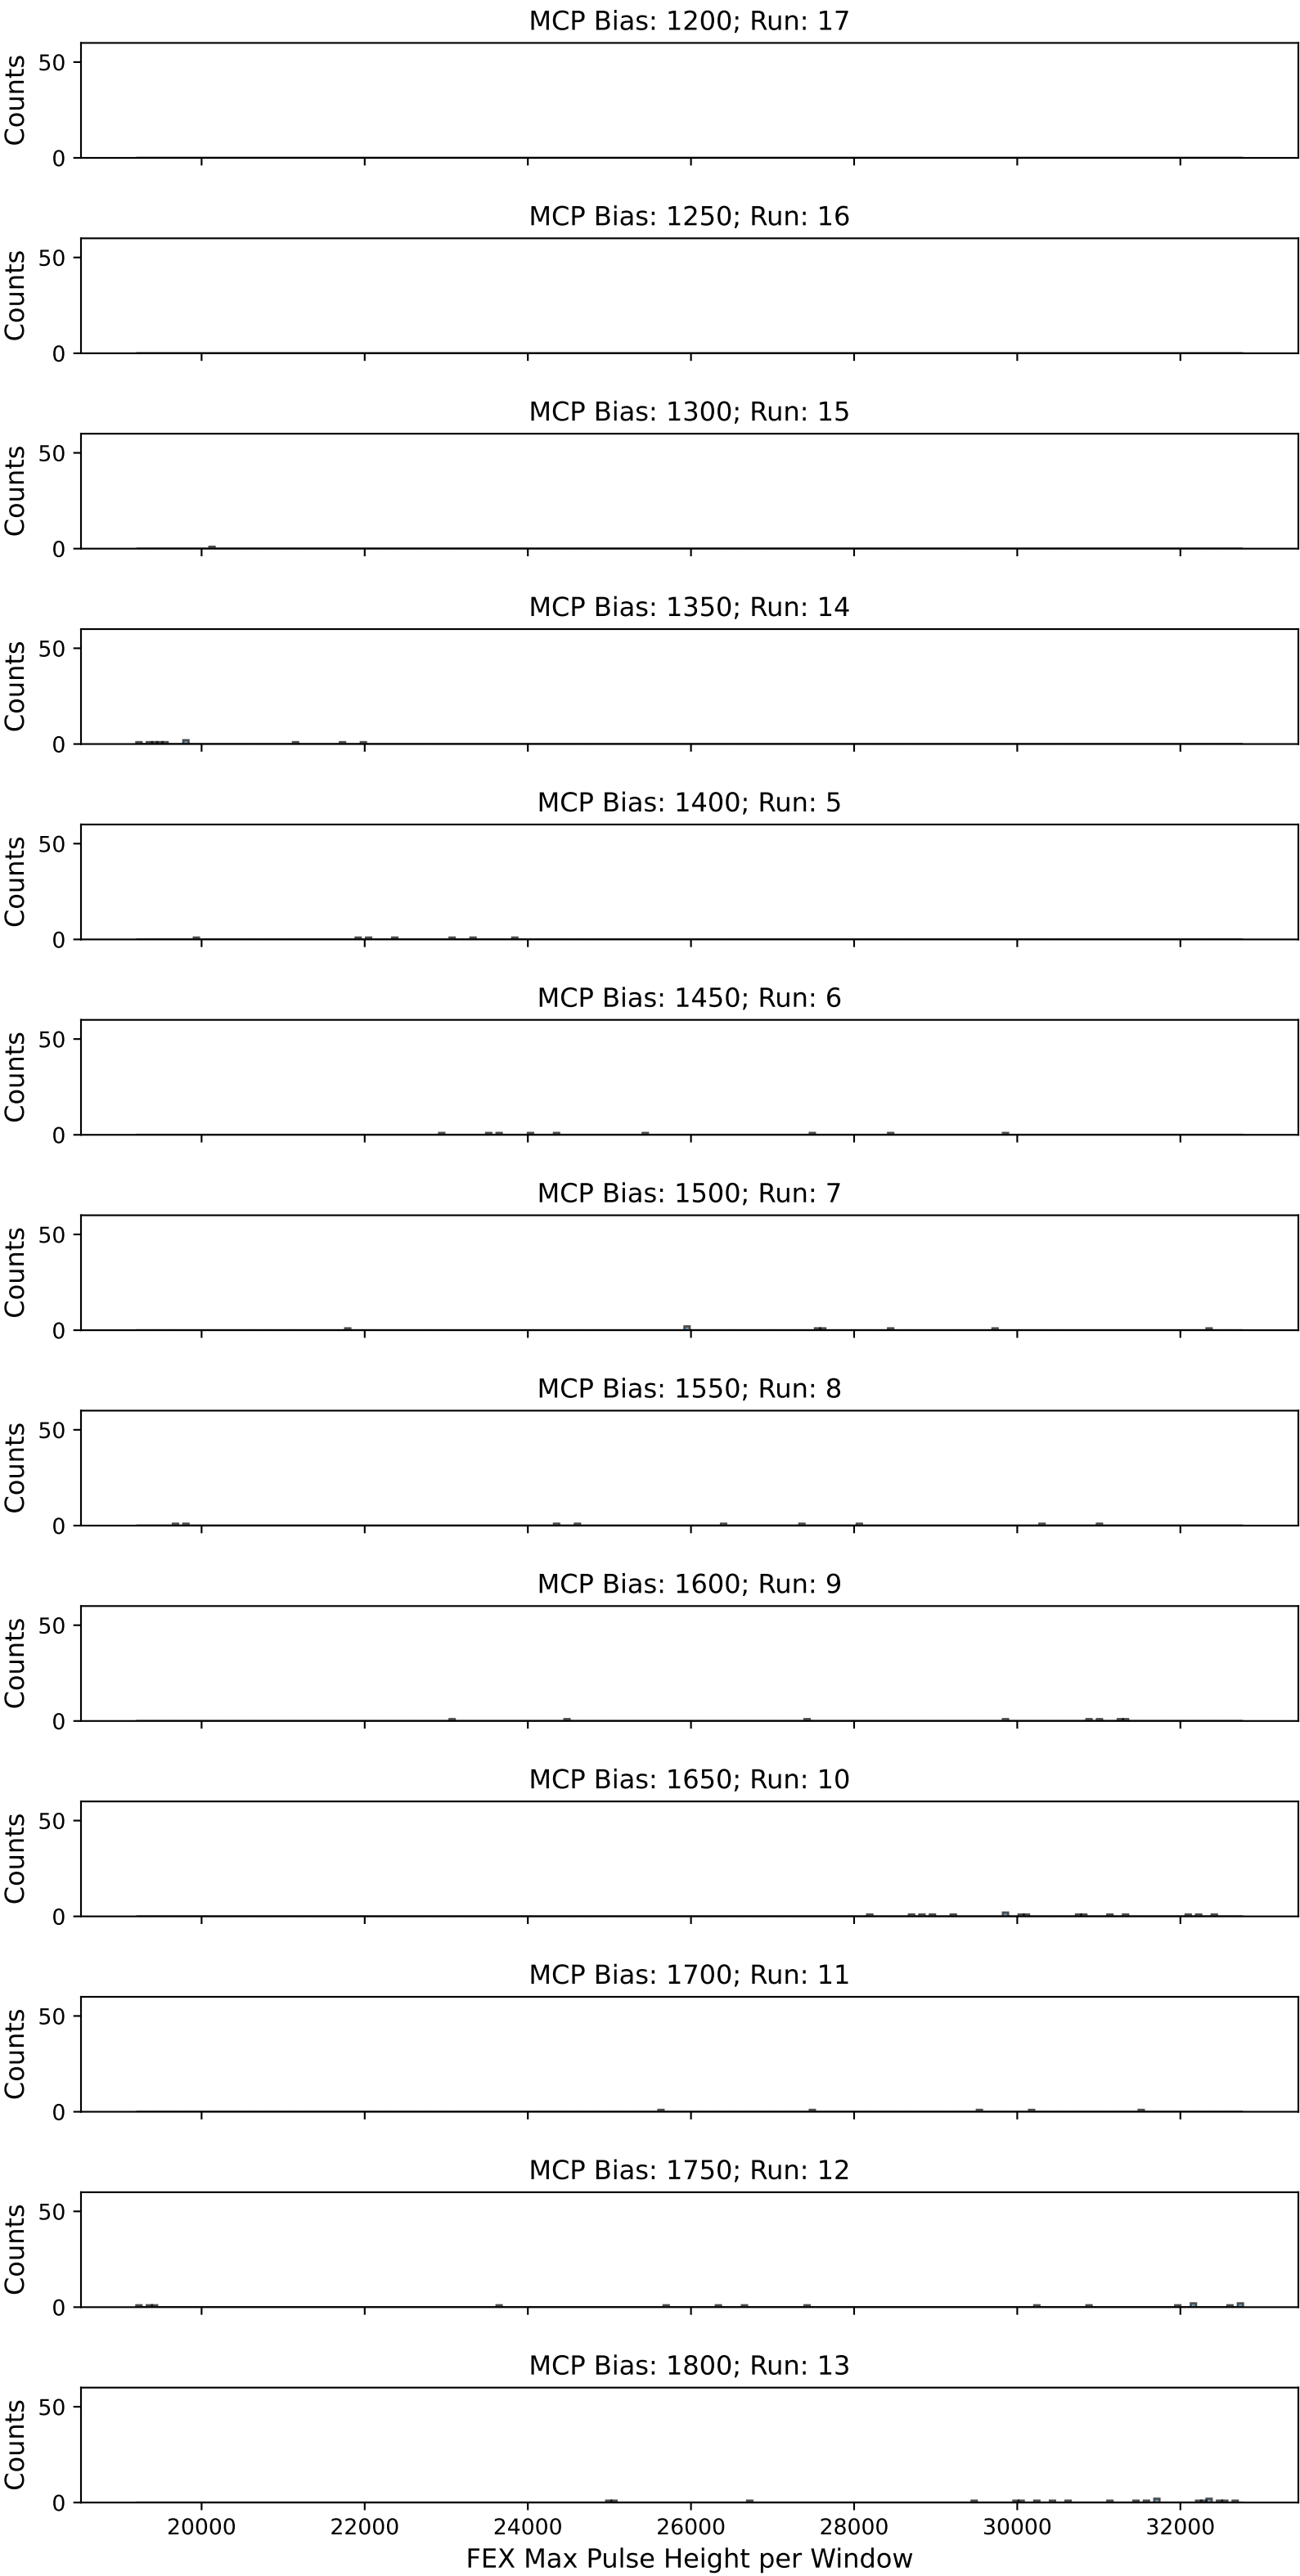 MCP Bias: 1200; Run: 17
50
Counts
0
MCP Bias: 1250; Run: 16
50
Counts
0
MCP Bias: 1300; Run: 15
50
Counts
0
MCP Bias: 1350; Run: 14
50
Counts
0
MCP Bias: 1400; Run: 5
50
Counts
0
MCP Bias: 1450; Run: 6
50
Counts
0
MCP Bias: 1500; Run: 7
50
Counts
0
MCP Bias: 1550; Run: 8
50
Counts
0
MCP Bias: 1600; Run: 9
50
Counts
0
MCP Bias: 1650; Run: 10
50
Counts
0
MCP Bias: 1700; Run: 11
50
Counts
0
MCP Bias: 1750; Run: 12
50
Counts
0
MCP Bias: 1800; Run: 13
50
Counts
0
20000 22000 24000 26000 28000 30000 32000
FEX Max Pulse Height per Window